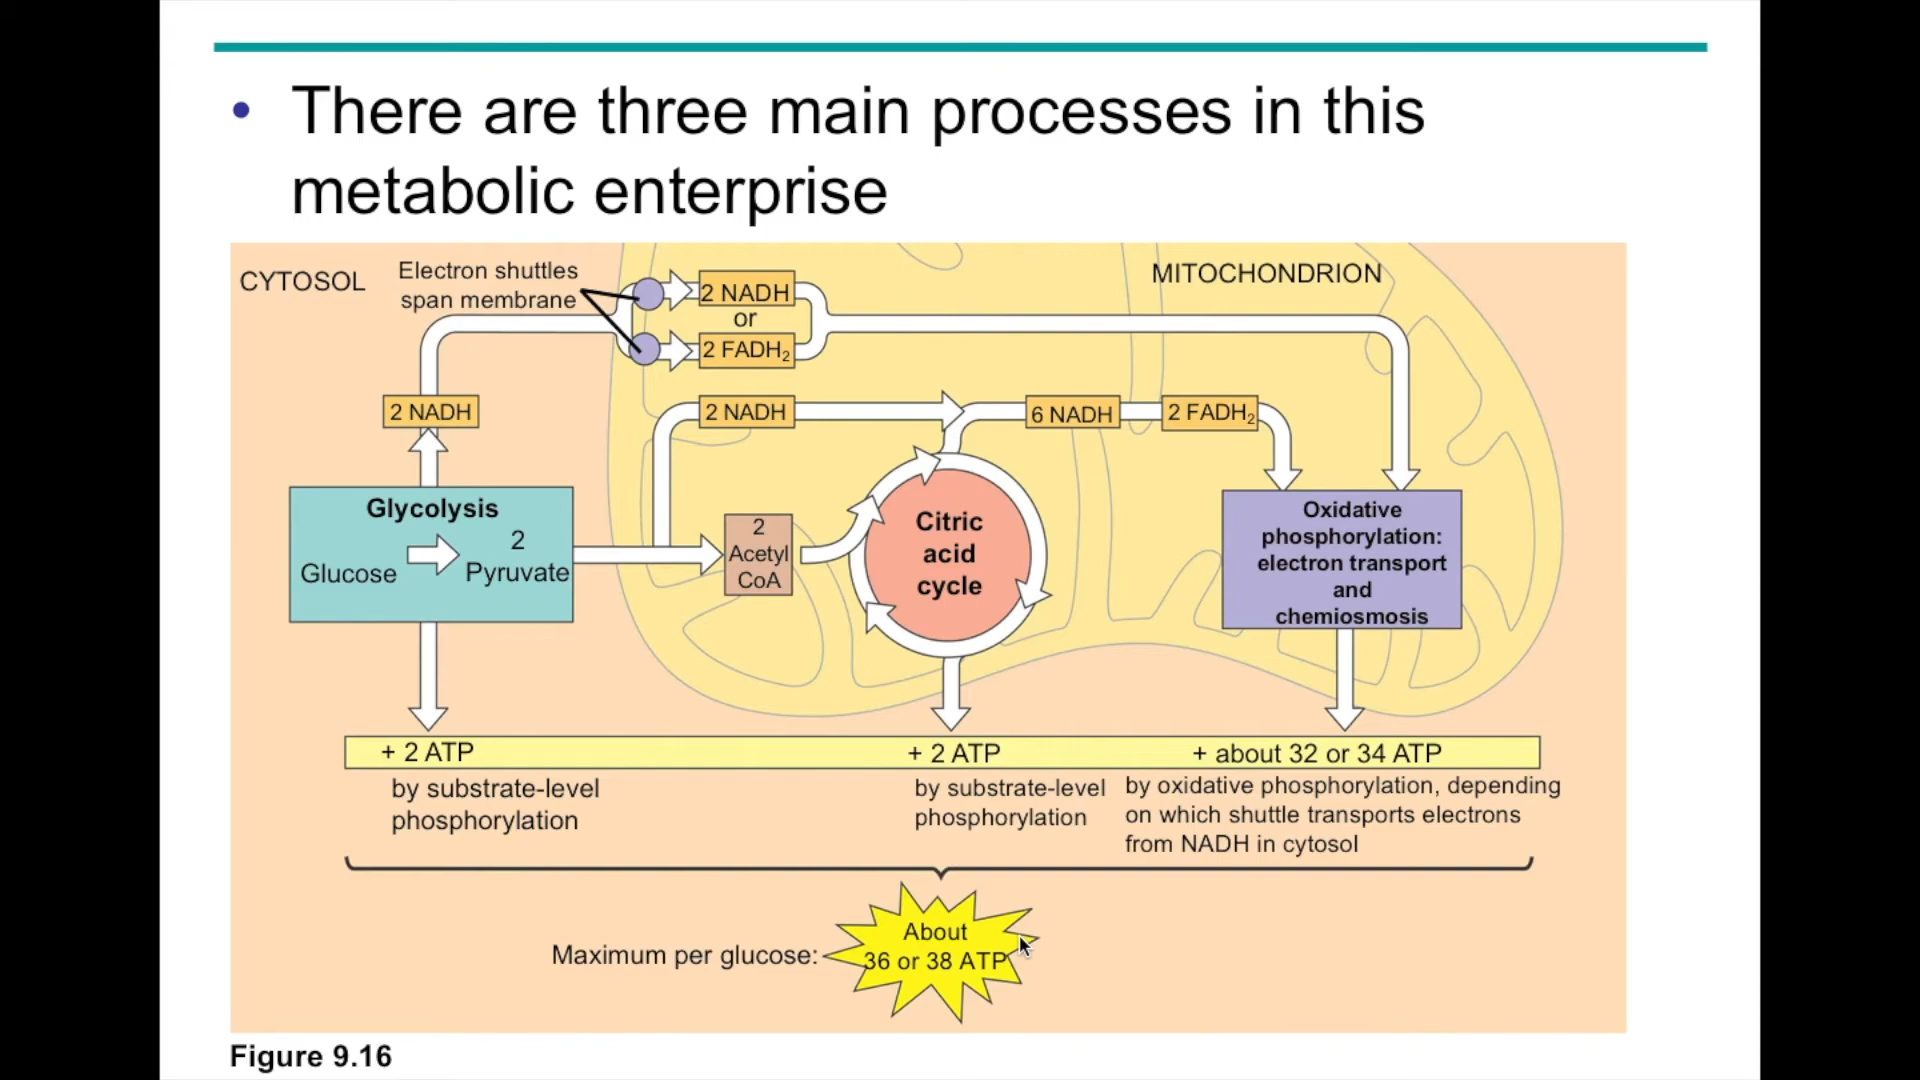 • There are three main processes in this
metabolic enterprise
CYTOSOL
Electron shuttles
span membrane
MITOCHONDRION
2 NADH
or
2 FADH₂
2 NADH
2 NADH
6 NADH
2 FADH₂
Glycolysis
Glucose
2
Pyruvate
2
Acetyl
CoA
Citric
acid
cycle
Oxidative
phosphorylation:
electron transport
and
chemiosmosis
+ 2 ATP
+ 2 ATP
+ about 32 or 34 ATP
by substrate-level
phosphorylation
by substrate-level
phosphorylation
by oxidative phosphorylation, depending
on which shuttle transports electrons
from NADH in cytosol
Maximum per glucose:
About
36 or 38 ATP
Figure 9.16